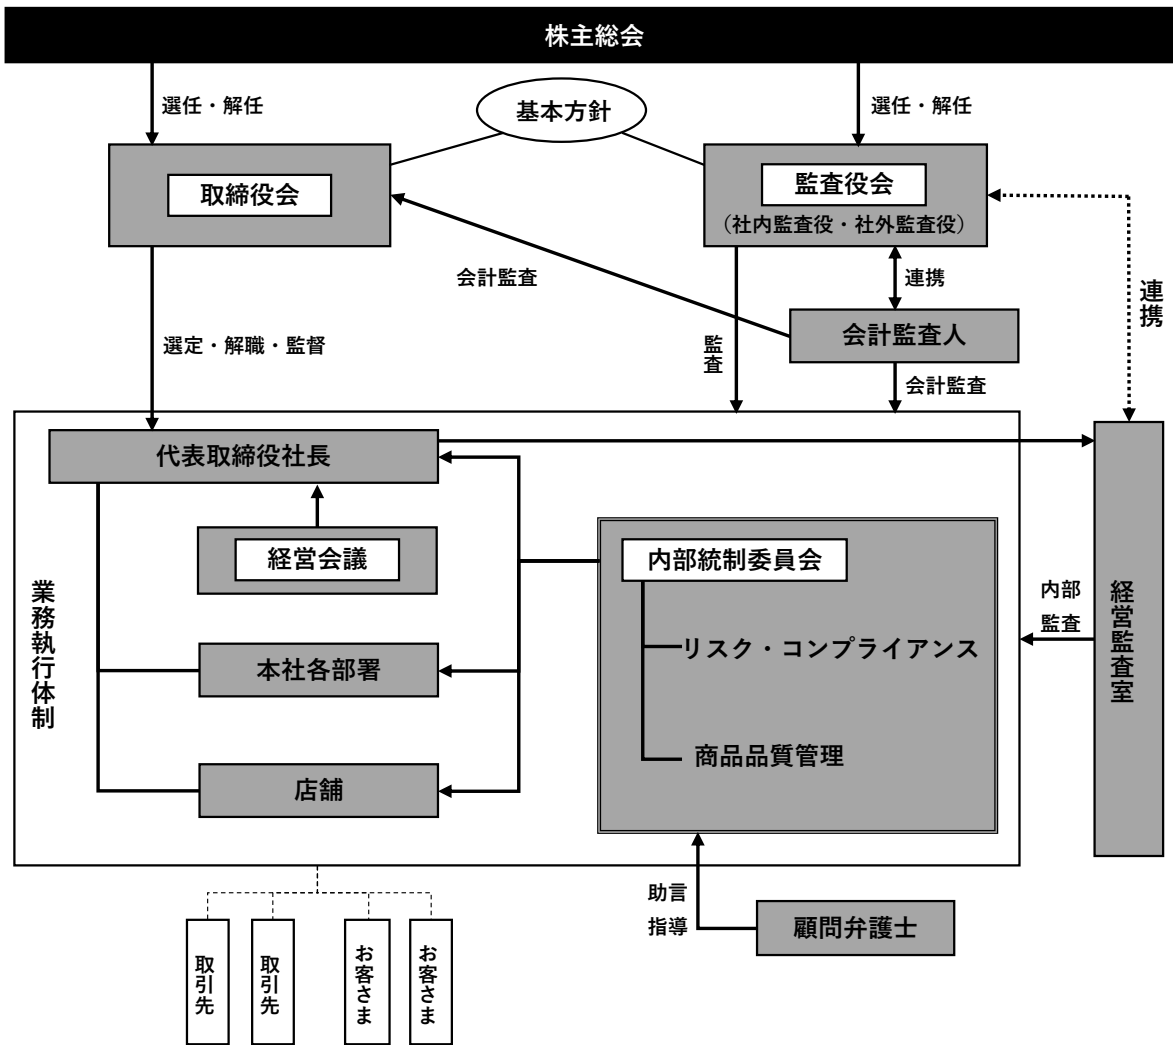 株主総会
選任・解任
基本方針
選任・解任
取締役会
監査役会
（社内監査役・社外監査役）
会計監査
連携
連携
選定・解職・監督
監査
会計監査人
会計監査
代表取締役社長
経営会議
内部統制委員会
業務執行体制
内部
監査
経営監査室
本社各部署
リスク・コンプライアンス
商品品質管理
店舗
助言
指導
顧問弁護士
取引先
取引先
お客さま
お客さま